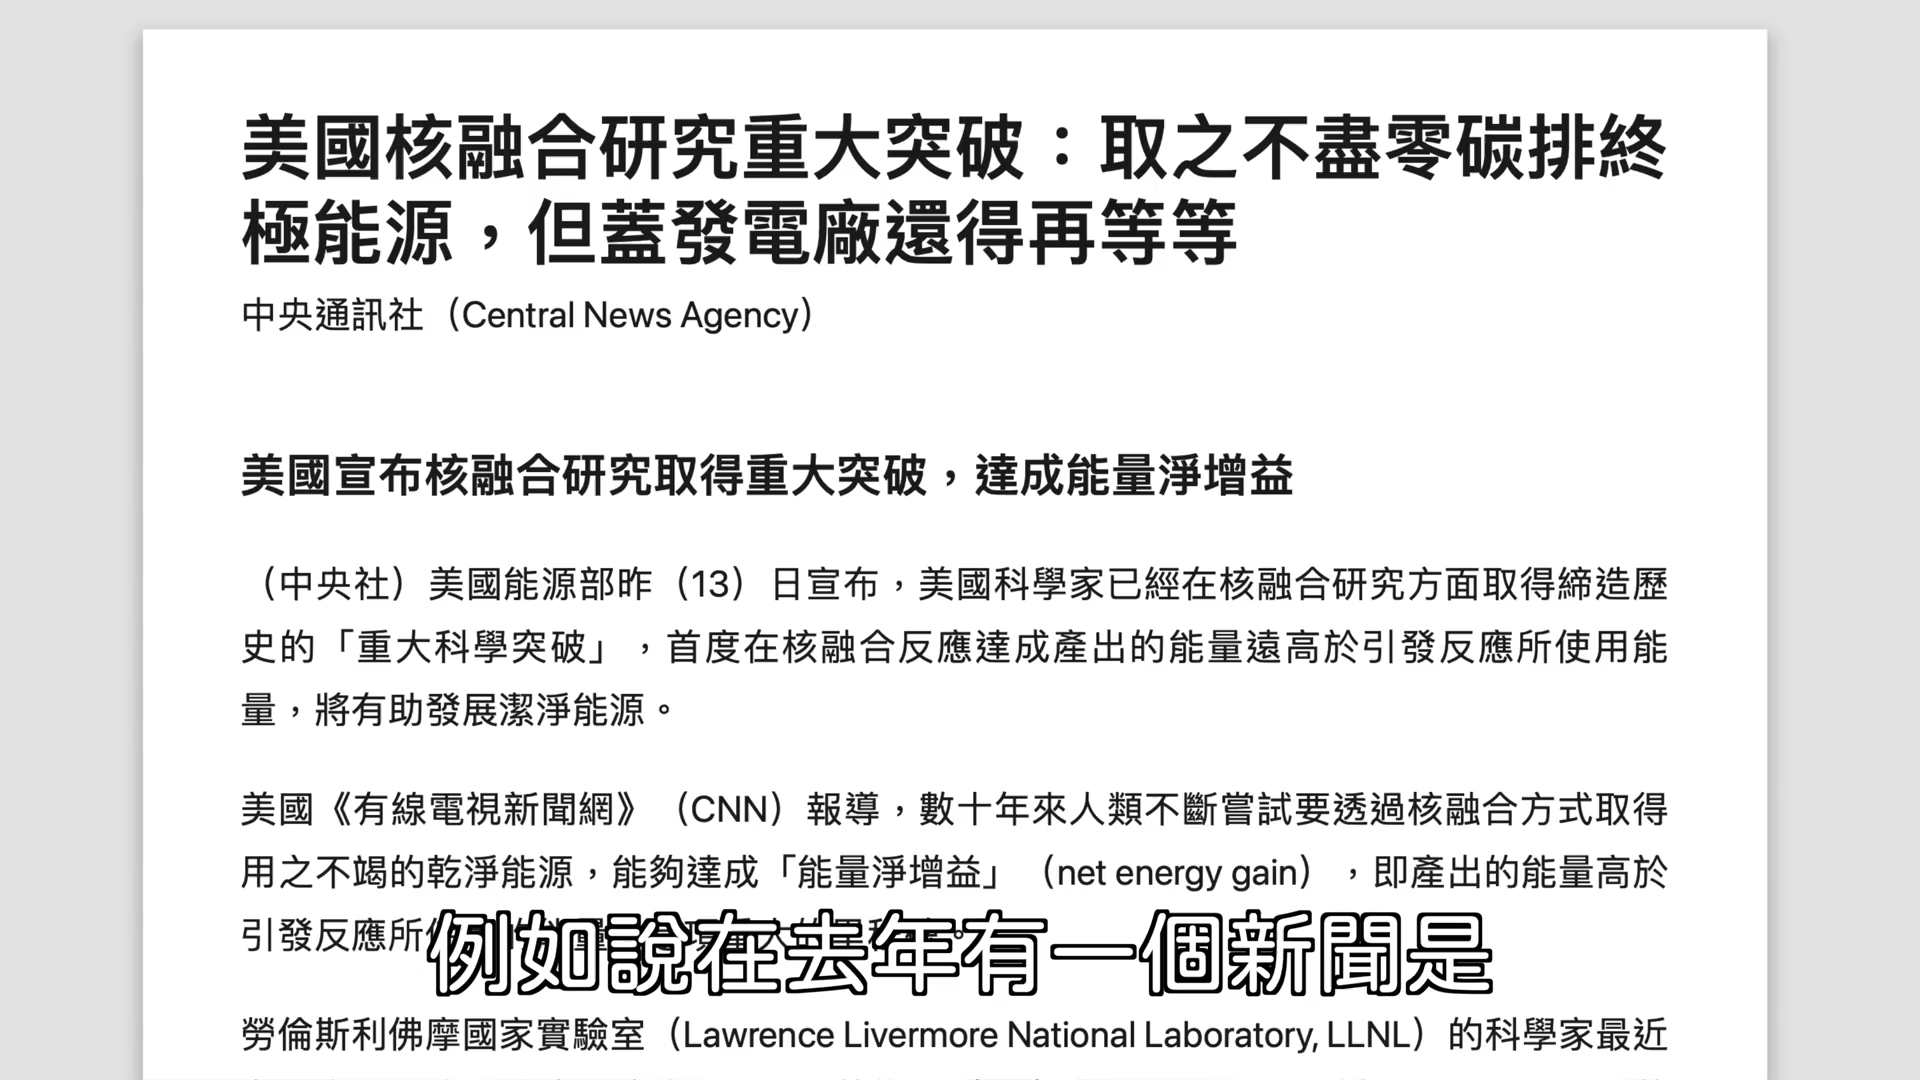 美國核融合研究重大突破：取之不盡零碳排終
極能源，但蓋發電廠還得再等等
中央通訊社（Central News Agency）
美國宣布核融合研究取得重大突破，達成能量淨增益
（中央社）美國能源部昨（13）日宣布，美國科學家已經在核融合研究方面取得締造歷
史的「重大科學突破」，首度在核融合反應達成產出的能量遠高於引發反應所使用能
量，將有助發展潔淨能源。
美國《有線電視新聞網》（CNN）報導，數十年來人類不斷嘗試要透過核融合方式取得
用之不竭的乾淨能源，能夠達成「能量淨增益」（net energy gain），即產出的能量高於
引發反應所
例如說在去年有一個新聞是
勞倫斯利佛摩國家實驗室（Lawrence Livermore National Laboratory, LLNL）的科學家最近